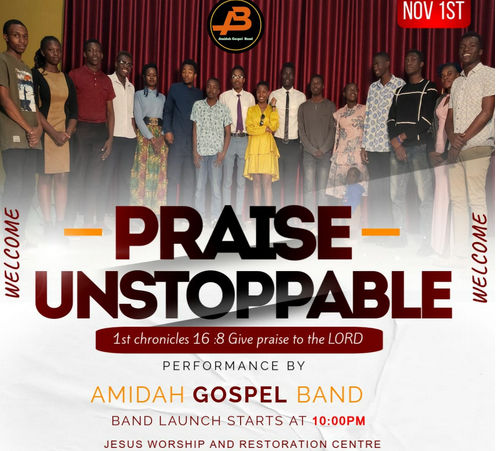 NOV 1ST
AB
Amidah Gospel Band
WELCOME
WELCOME
PRAISE
UNSTOPPABLE
1st chronicles 16 :8 Give praise to the LORD
PERFORMANCE BY
AMIDAH GOSPEL BAND
BAND LAUNCH STARTS AT 10:00PM
JESUS WORSHIP AND RESTORATION CENTRE